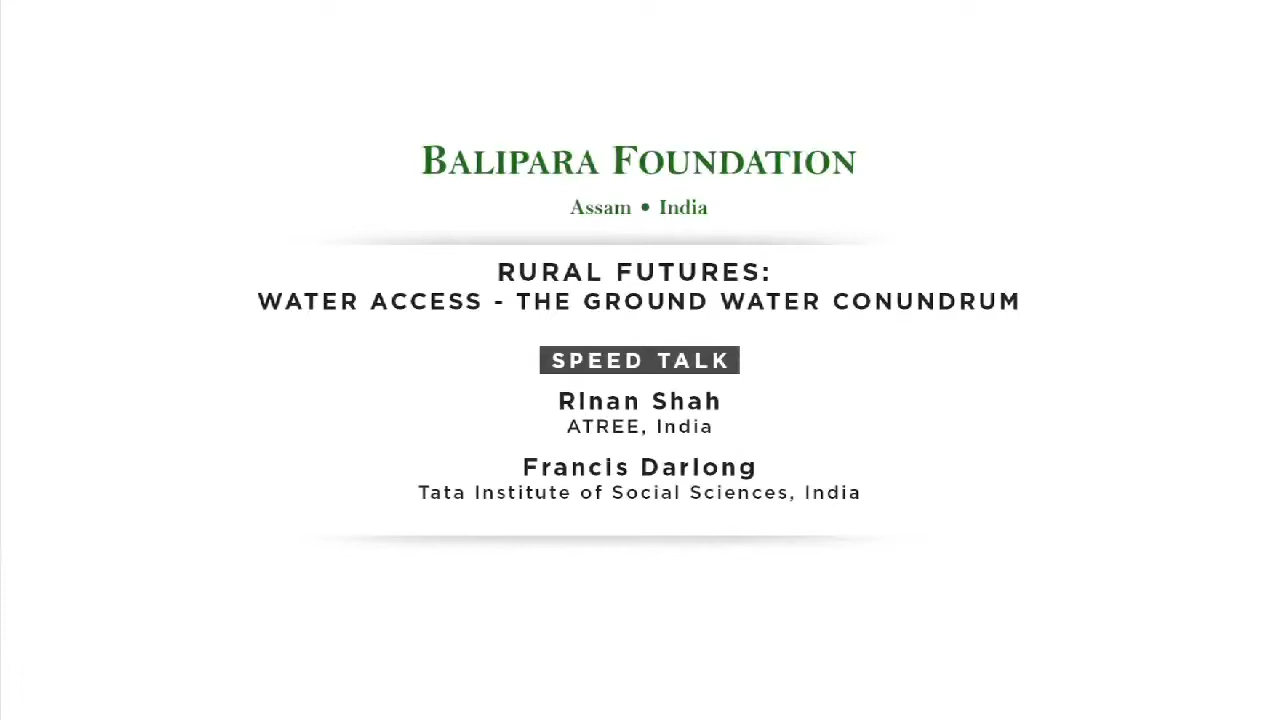 BALIPARA FOUNDATION
Assam • India
RURAL FUTURES:
WATER ACCESS - THE GROUND WATER CONUNDRUM
SPEED TALK
RInan Shah
ATREE, India
Francis Darlong
Tata Institute of Social Sciences, India